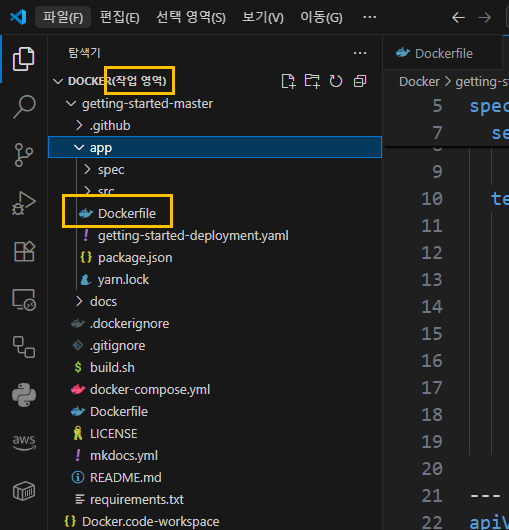 파일(F) 편집(E) 선택 영역(S) 보기(V) 이동(G) ···
탐색기 ···
DOCKER(작업 영역)
getting-started-master
.github
app
spec
src
Dockerfile
getting-started-deployment.yaml
package.json
yarn.lock
docs
.dockerignore
.gitignore
build.sh
docker-compose.yml
Dockerfile
LICENSE
mkdocs.yml
README.md
requirements.txt
Docker.code-workspace
aws
Dockerfile
Docker > getting-st
5 spec
7 se
8
10 te
11
12
13
14
15
16
17
18
19
20
21 ---
22 apiV